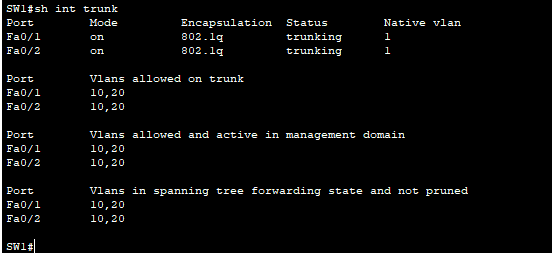 SW1#sh int trunk
Port        Mode         Encapsulation  Status        Native vlan
Fa0/1       on           802.1q         trunking      1
Fa0/2       on           802.1q         trunking      1
Port        Vlans allowed on trunk
Fa0/1       10,20
Fa0/2       10,20
Port        Vlans allowed and active in management domain
Fa0/1       10,20
Fa0/2       10,20
Port        Vlans in spanning tree forwarding state and not pruned
Fa0/1       10,20
Fa0/2       10,20
SW1#